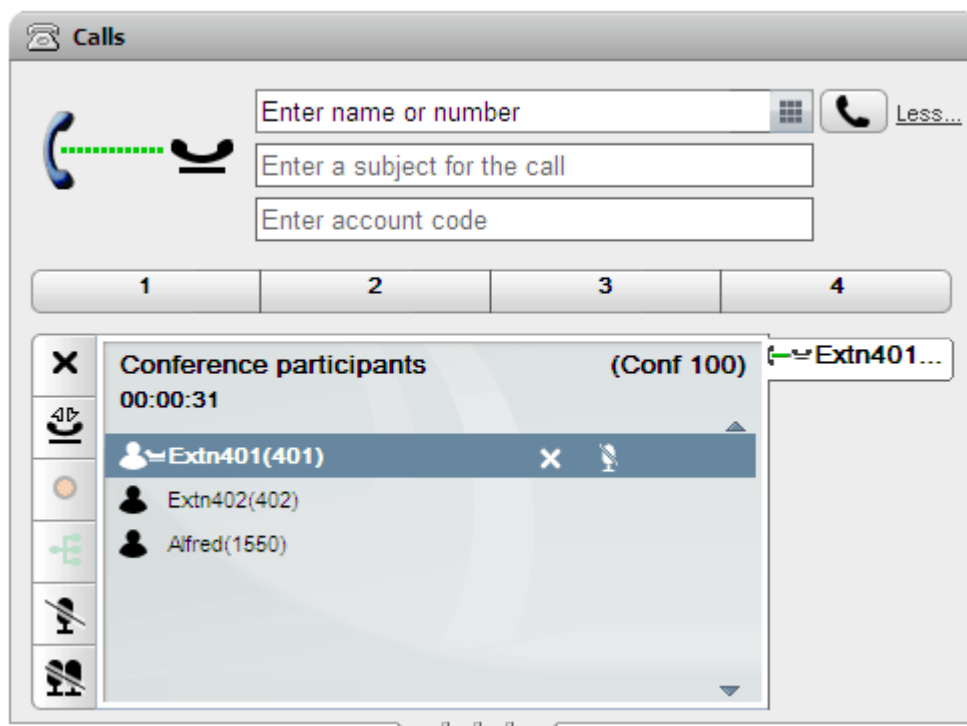 Calls
Enter name or number
Less...
Enter a subject for the call
Enter account code
1 2 3 4
Conference participants (Conf 100)
Extn401...
00:00:31
Extn401(401)
Extn402(402)
Alfred(1550)